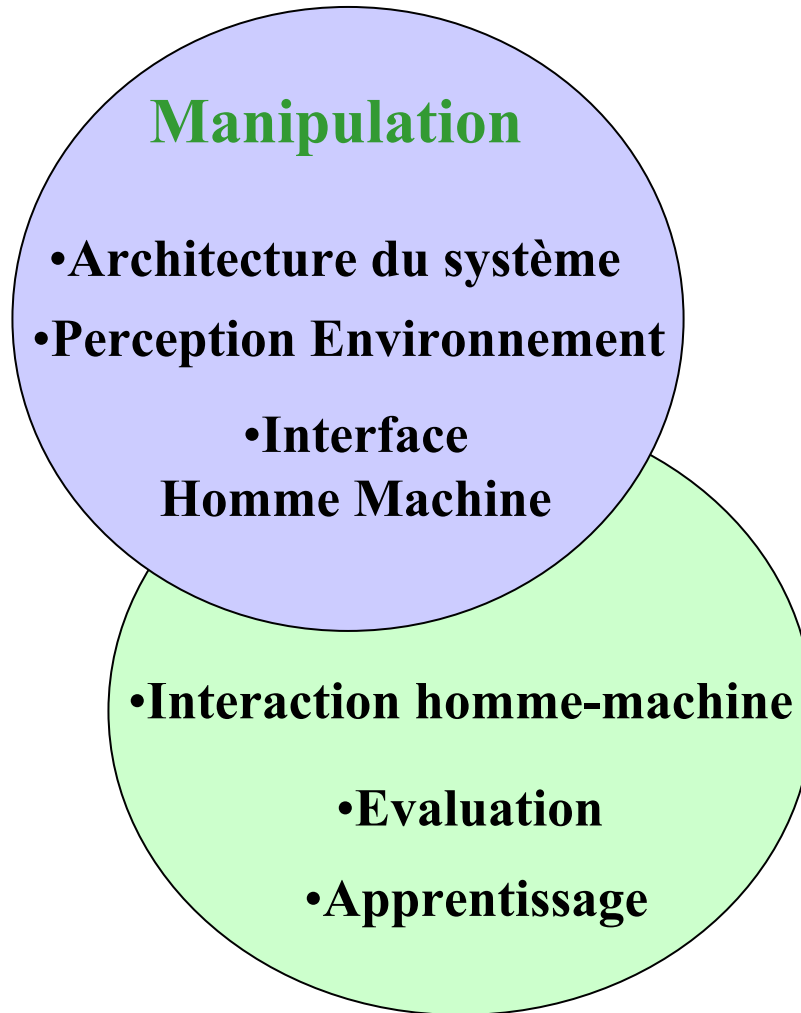 Manipulation
•Architecture du système
•Perception Environnement
•Interface
Homme Machine
•Interaction homme-machine
•Evaluation
•Apprentissage